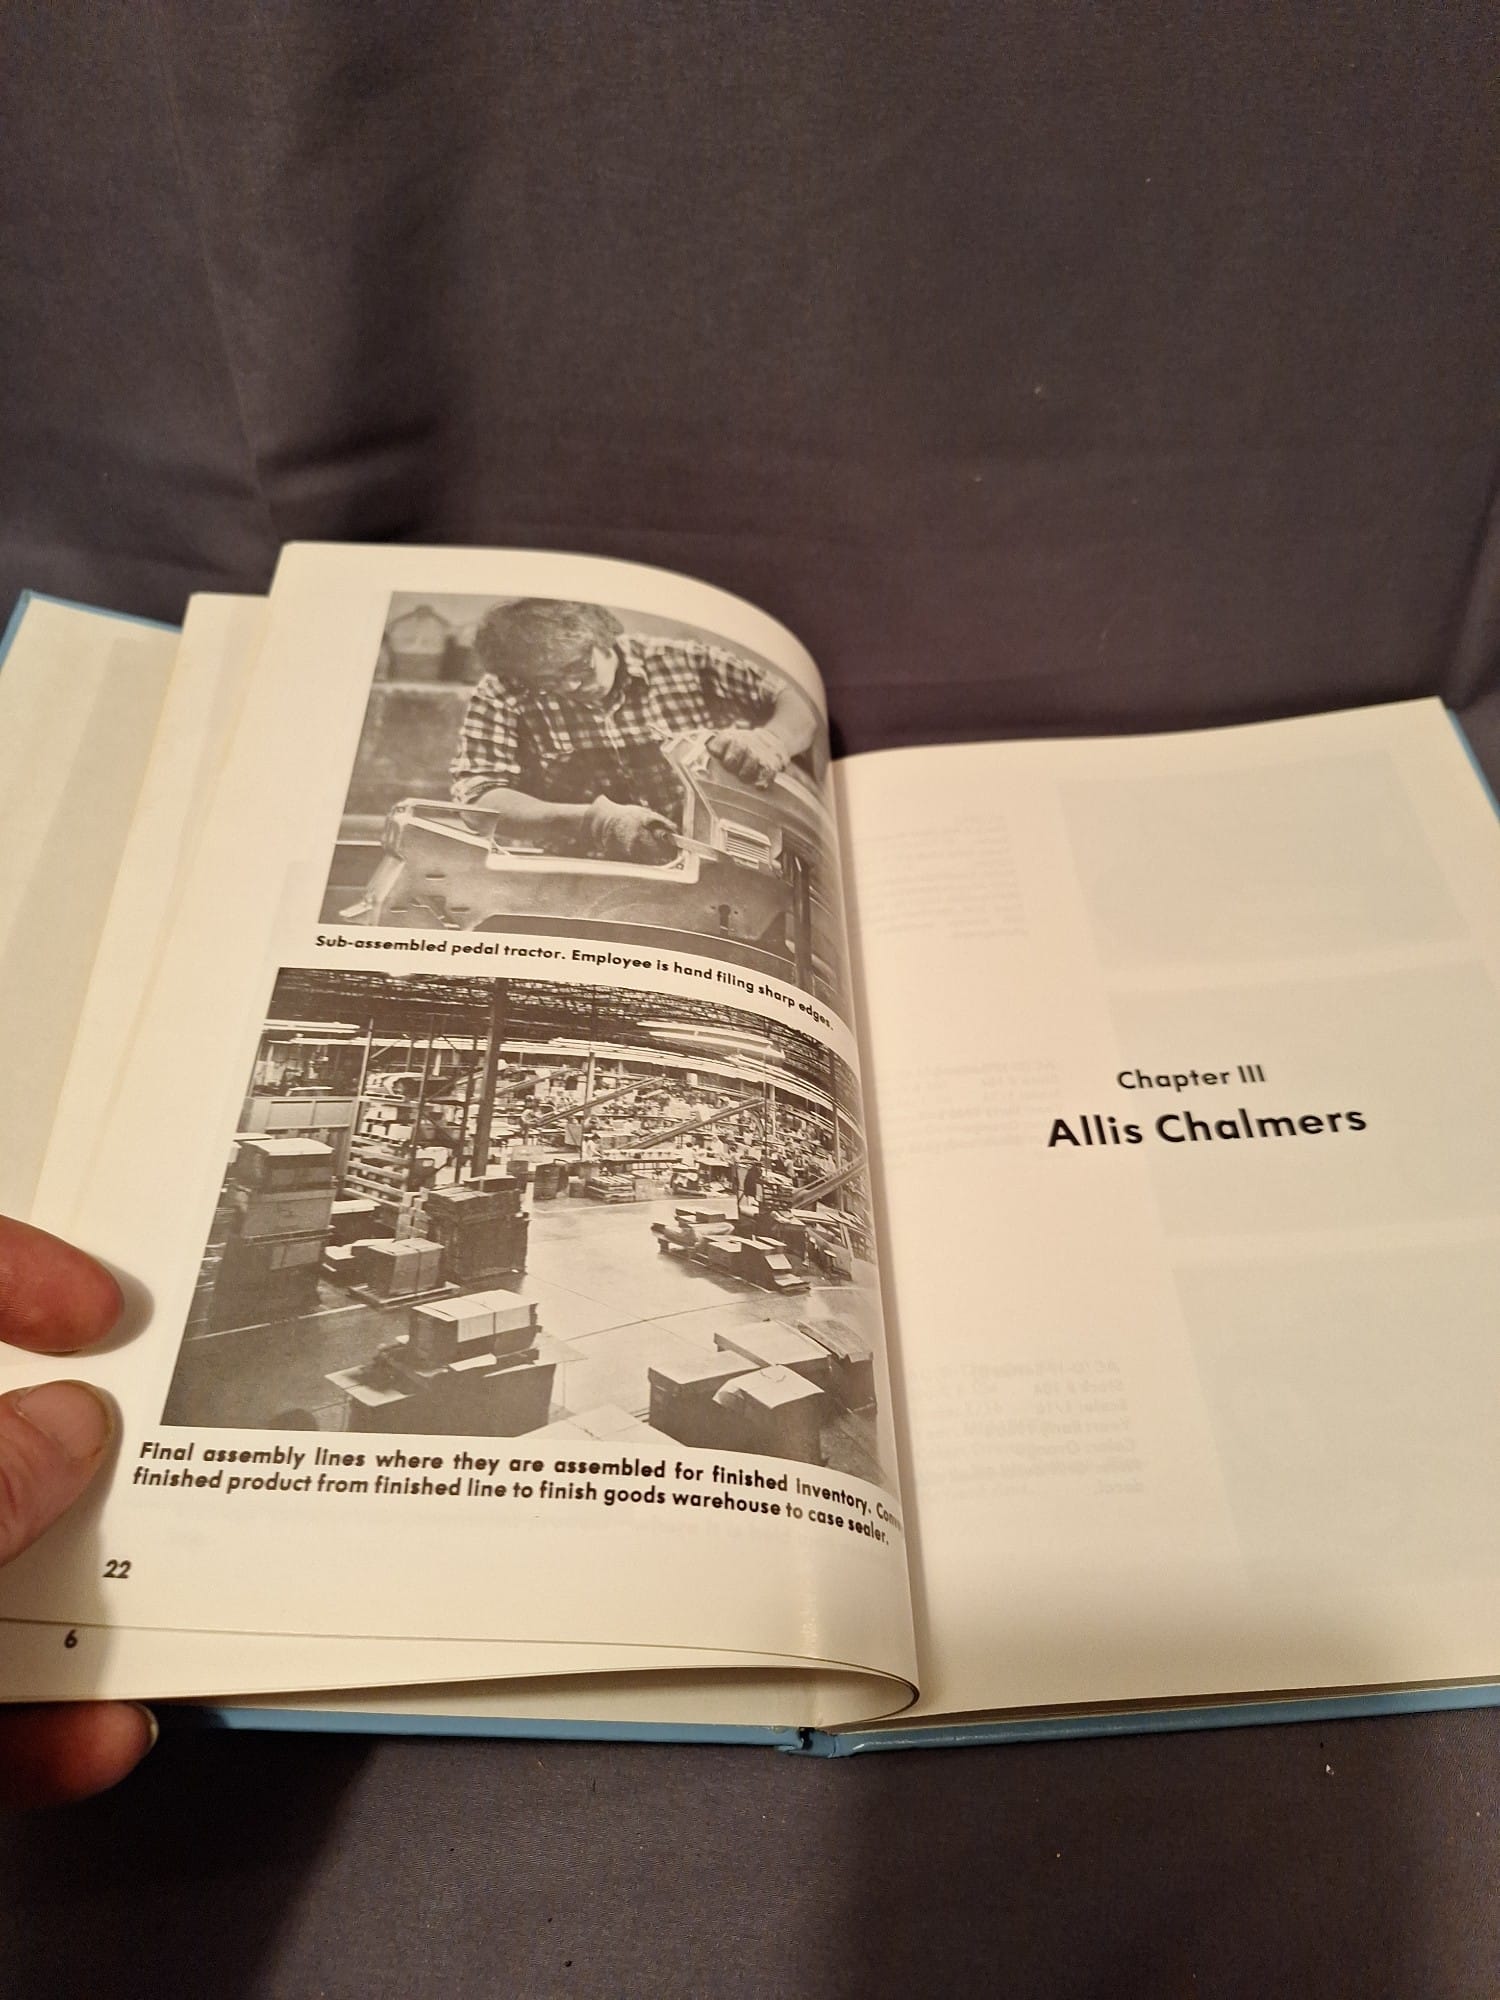 Sub-assembled pedal tractor. Employee is hand filing sharp edges.
Final assembly lines where they are assembled for finished inventory.
finished product from finished line to finish goods warehouse to case sealer.
22
6
Chapter III
Allis Chalmers